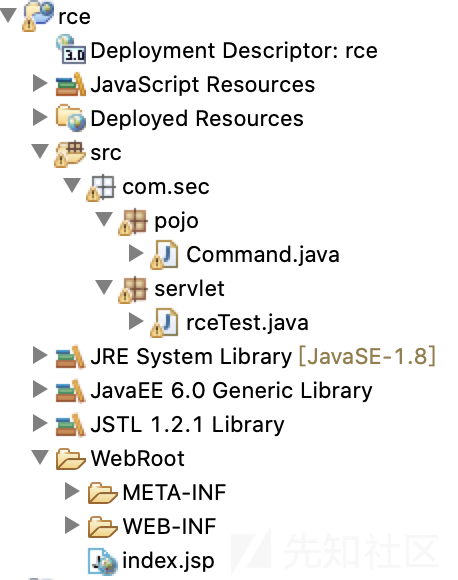 rce
3.0
Deployment Descriptor: rce
JavaScript Resources
Deployed Resources
src
com.sec
pojo
J
Command.java
servlet
J
rceTest.java
JRE System Library [JavaSE-1.8]
JavaEE 6.0 Generic Library
JSTL 1.2.1 Library
WebRoot
META-INF
WEB-INF
index.jsp
先知社区